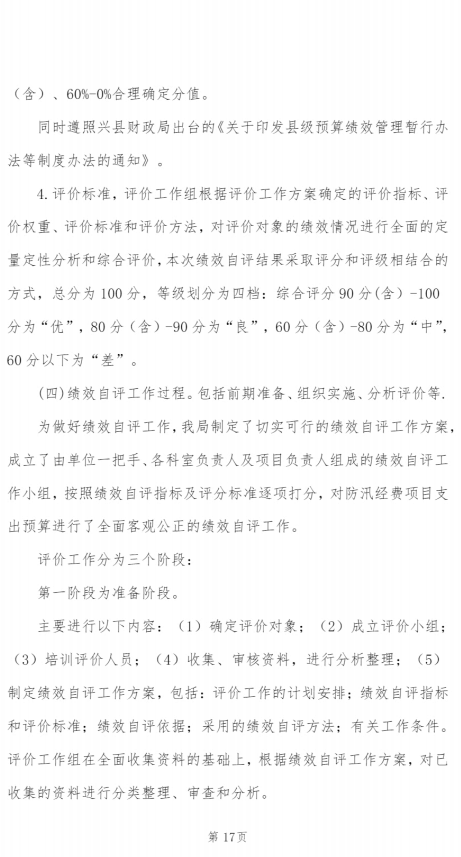 （含）、60%-0%合理确定分值。
同时遵照兴县财政局出台的《关于印发县级预算绩效管理暂行办
法等制度办法的通知》。
4.评价标准，评价工作组根据评价工作方案确定的评价指标、评
价权重、评价标准和评价方法，对评价对象的绩效情况进行全面的定
量定性分析和综合评价，本次绩效自评结果采取评分和评级相结合的
方式，总分为 100 分，等级划分为四档：综合评分 90 分(含）-100
分为“优”，80 分（含）-90 分为“良”，60 分（含）-80 分为“中”，
60 分以下为“差”。
(四)绩效自评工作过程。包括前期准备、组织实施、分析评价等.
为做好绩效自评工作，我局制定了切实可行的绩效自评工作方案，
成立了由单位一把手、各科室负责人及项目负责人组成的绩效自评工
作小组，按照绩效自评指标及评分标准逐项打分，对防汛经费项目支
出预算进行了全面客观公正的绩效自评工作。
评价工作分为三个阶段：
第一阶段为准备阶段。
主要进行以下内容：（1）确定评价对象；（2）成立评价小组；
（3）培训评价人员；（4）收集、审核资料，进行分析整理；（5）
制定绩效自评工作方案，包括：评价工作的计划安排；绩效自评指标
和评价标准；绩效自评依据；采用的绩效自评方法；有关工作条件。
评价工作组在全面收集资料的基础上，根据绩效自评工作方案，对已
收集的资料进行分类整理、审查和分析。
第 17页